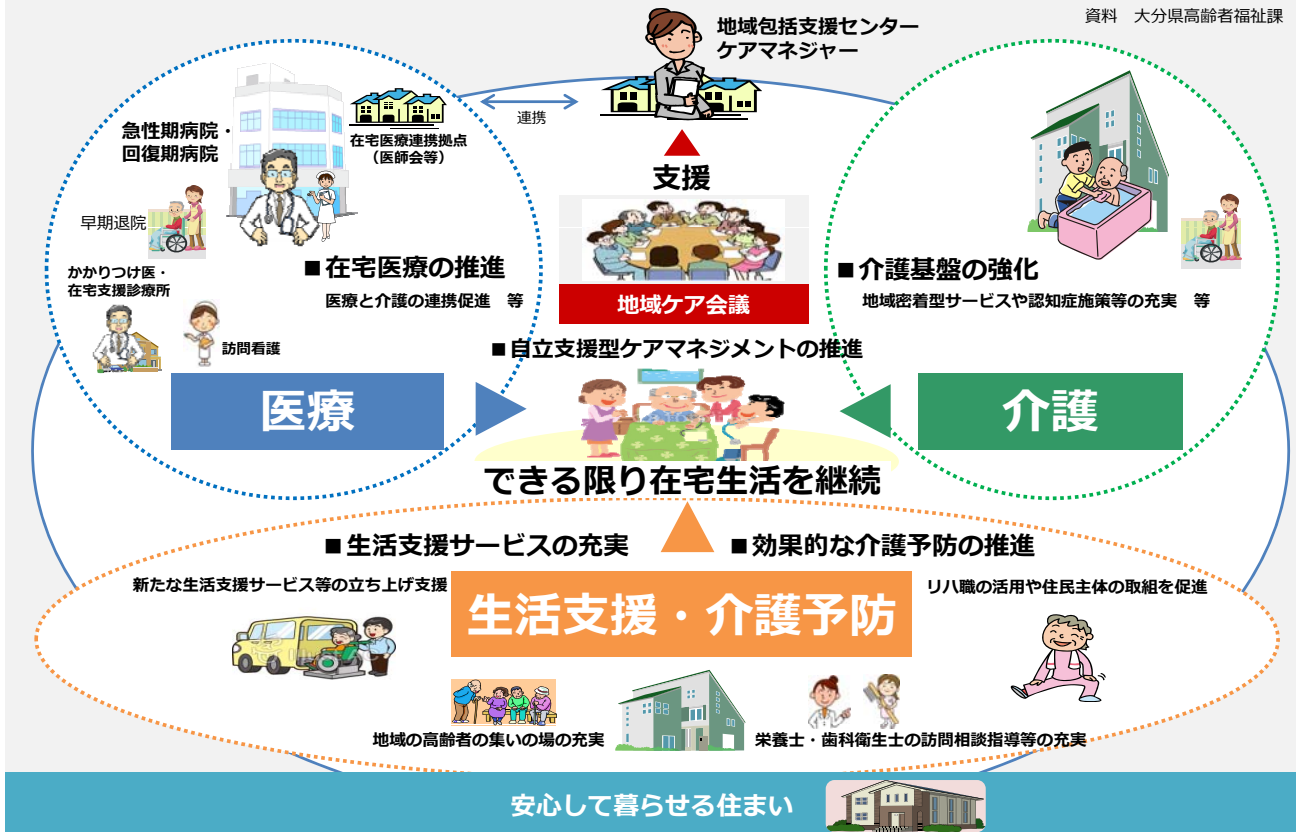 資料　大分県高齢者福祉課
地域包括支援センター
ケアマネジャー
連携
急性期病院・
回復期病院
在宅医療連携拠点
（医師会等）
早期退院
かかりつけ医・
在宅支援診療所
訪問看護
■在宅医療の推進
医療と介護の連携促進　等
医療
支援
地域ケア会議
■自立支援型ケアマネジメントの推進
■介護基盤の強化
地域密着型サービスや認知症施策等の充実　等
介護
できる限り在宅生活を継続
■生活支援サービスの充実
■効果的な介護予防の推進
新たな生活支援サービス等の立ち上げ支援
リハ職の活用や住民主体の取組を促進
生活支援・介護予防
地域の高齢者の集いの場の充実
栄養士・歯科衛生士の訪問相談指導等の充実
安心して暮らせる住まい